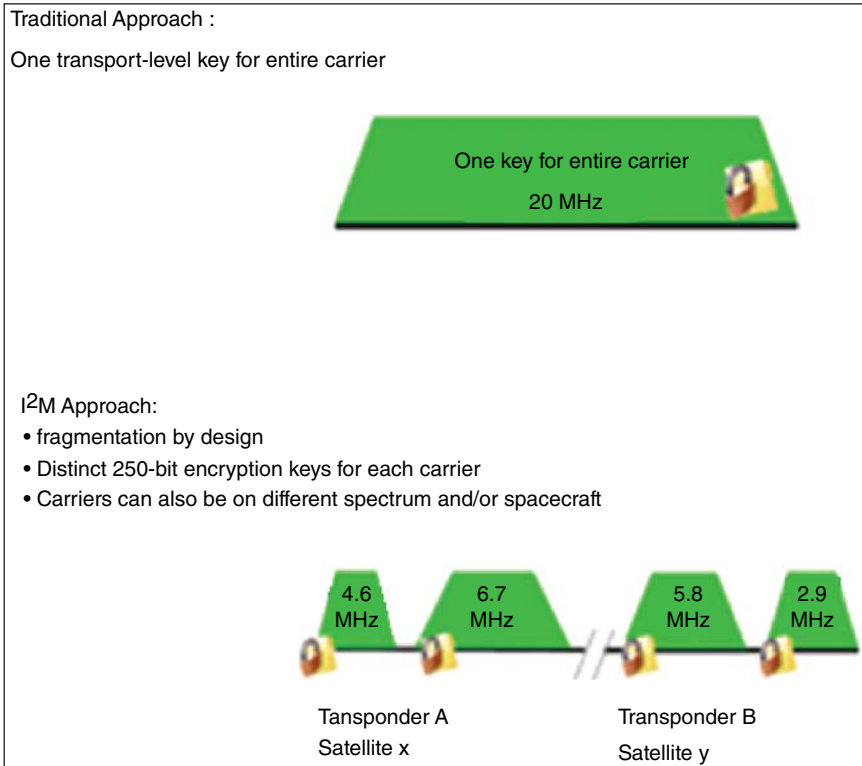 Traditional Approach :
One transport-level key for entire carrier
One key for entire carrier
20 MHz
I2M Approach:
• fragmentation by design
• Distinct 250-bit encryption keys for each carrier
• Carriers can also be on different spectrum and/or spacecraft
4.6 MHz
6.7 MHz
5.8 MHz
2.9 MHz
Tansponder A
Satellite x
Transponder B
Satellite y